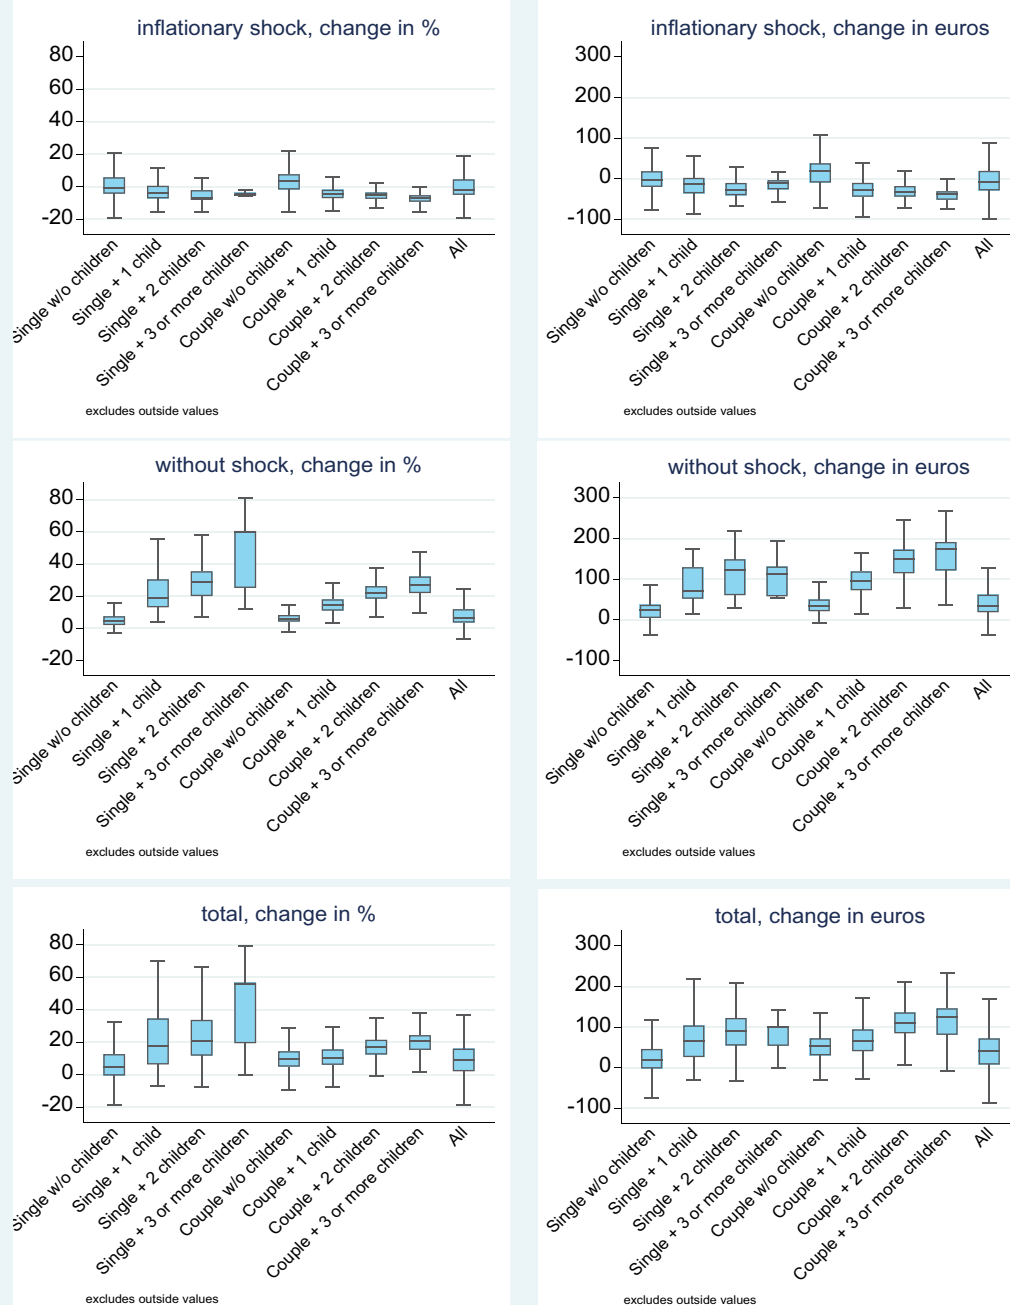 inflationary shock, change in %
80
60
40
20
0
-20
Single w/o children
Single + 1 child
Single + 2 children
Single + 3 or more children
Couple w/o children
Couple + 1 child
Couple + 2 children
Couple + 3 or more children
All
excludes outside values
inflationary shock, change in euros
300
200
100
0
-100
Single w/o children
Single + 1 child
Single + 2 children
Single + 3 or more children
Couple w/o children
Couple + 1 child
Couple + 2 children
Couple + 3 or more children
All
excludes outside values
without shock, change in %
80
60
40
20
0
-20
Single w/o children
Single + 1 child
Single + 2 children
Single + 3 or more children
Couple w/o children
Couple + 1 child
Couple + 2 children
Couple + 3 or more children
All
excludes outside values
without shock, change in euros
300
200
100
0
-100
Single w/o children
Single + 1 child
Single + 2 children
Single + 3 or more children
Couple w/o children
Couple + 1 child
Couple + 2 children
Couple + 3 or more children
All
excludes outside values
total, change in %
80
60
40
20
0
-20
Single w/o children
Single + 1 child
Single + 2 children
Single + 3 or more children
Couple w/o children
Couple + 1 child
Couple + 2 children
Couple + 3 or more children
All
excludes outside values
total, change in euros
300
200
100
0
-100
Single w/o children
Single + 1 child
Single + 2 children
Single + 3 or more children
Couple w/o children
Couple + 1 child
Couple + 2 children
Couple + 3 or more children
All
excludes outside values